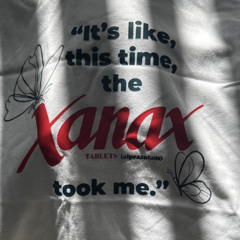 “It’s like,
this time,
the
Xanax
TABLETS (alprazolam)
took me.”